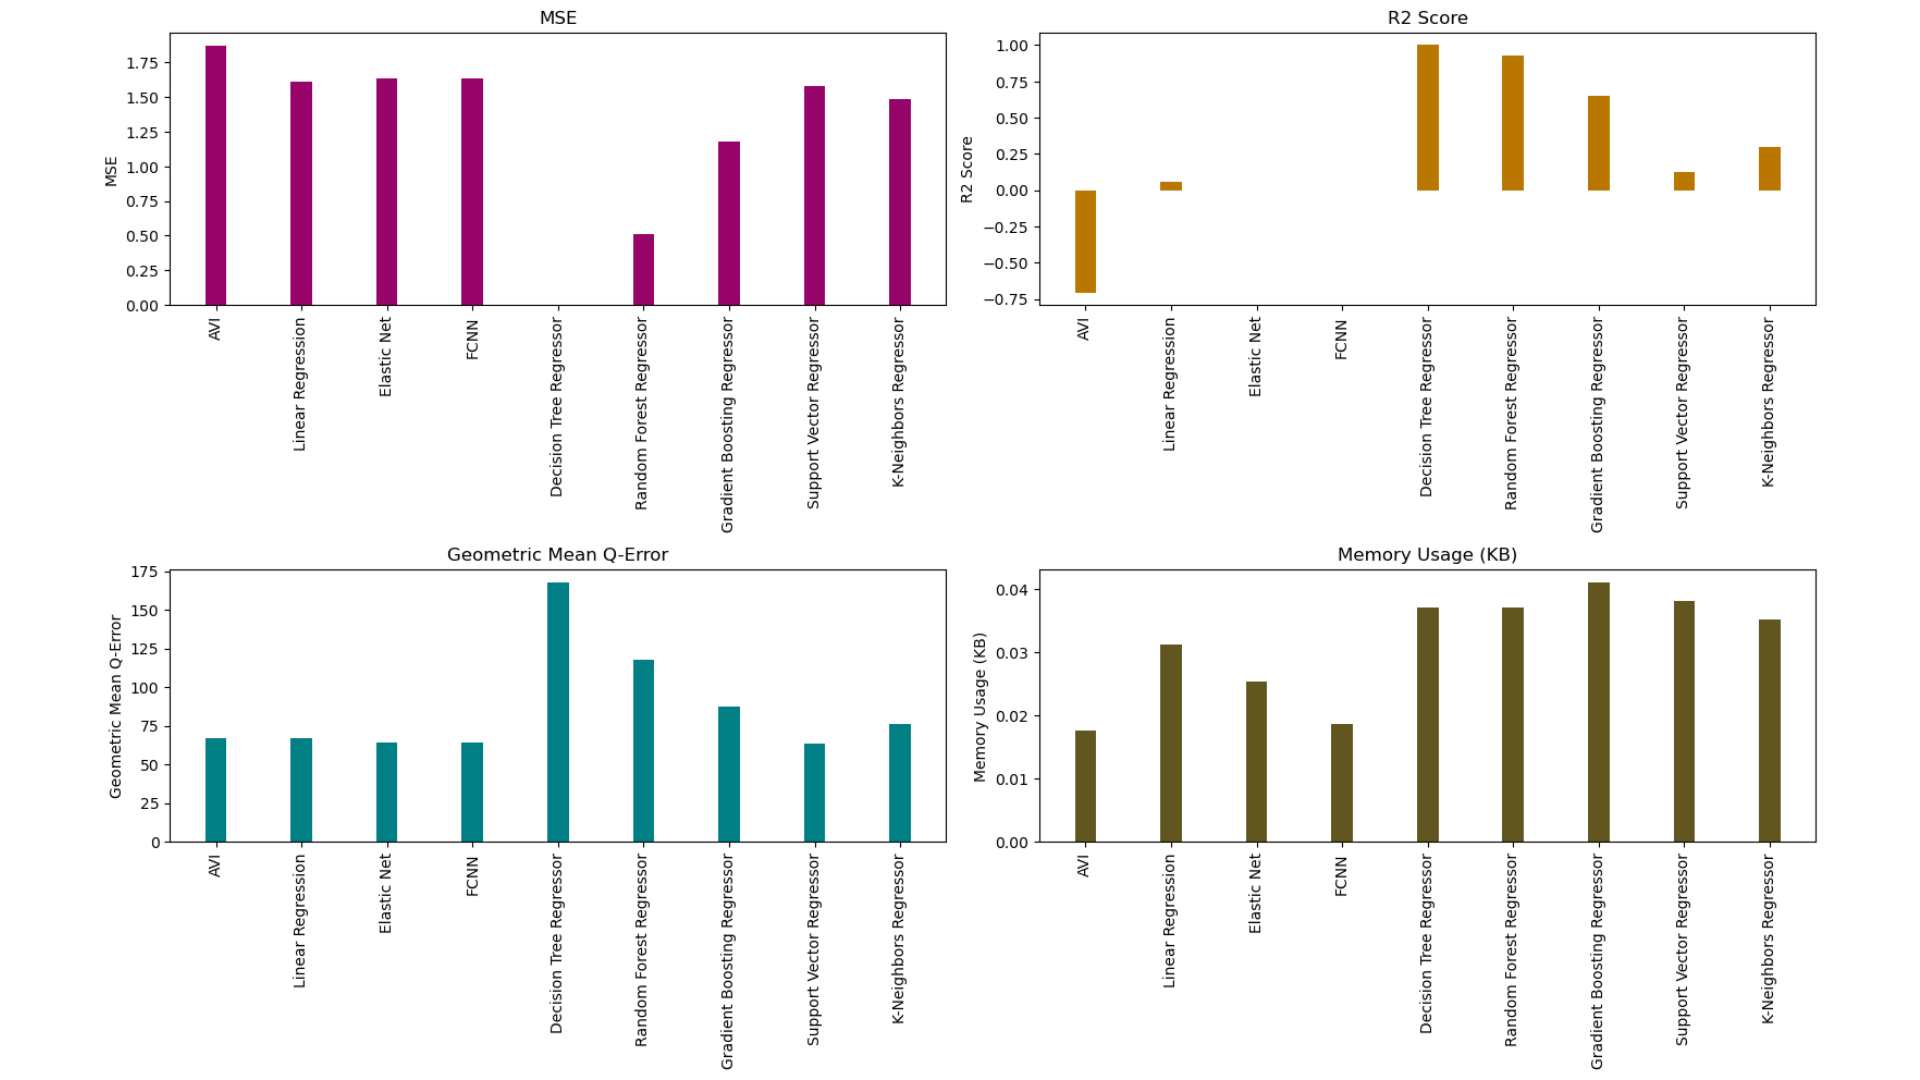 MSE
MSE
1.75
1.50
1.25
1.00
0.75
0.50
0.25
0.00
AVI
Linear Regression
Elastic Net
FCNN
Decision Tree Regressor
Random Forest Regressor
Gradient Boosting Regressor
Support Vector Regressor
K-Neighbors Regressor
R2 Score
R2 Score
1.00
0.75
0.50
0.25
0.00
−0.25
−0.50
−0.75
AVI
Linear Regression
Elastic Net
FCNN
Decision Tree Regressor
Random Forest Regressor
Gradient Boosting Regressor
Support Vector Regressor
K-Neighbors Regressor
Geometric Mean Q-Error
Geometric Mean Q-Error
175
150
125
100
75
50
25
0
AVI
Linear Regression
Elastic Net
FCNN
Decision Tree Regressor
Random Forest Regressor
Gradient Boosting Regressor
Support Vector Regressor
K-Neighbors Regressor
Memory Usage (KB)
Memory Usage (KB)
0.04
0.03
0.02
0.01
0.00
AVI
Linear Regression
Elastic Net
FCNN
Decision Tree Regressor
Random Forest Regressor
Gradient Boosting Regressor
Support Vector Regressor
K-Neighbors Regressor